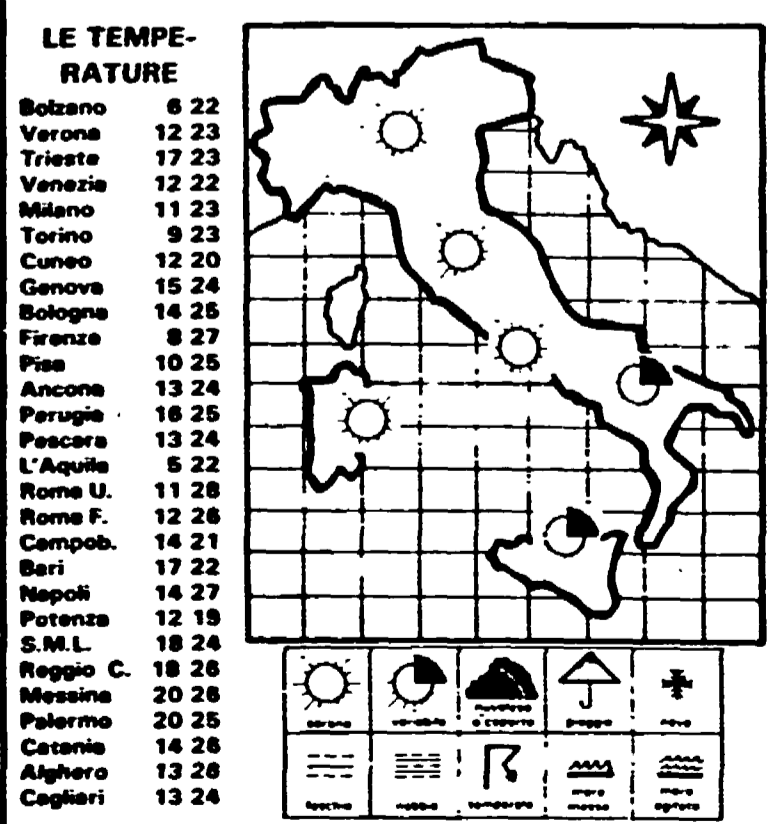 LE TEMPE-
RATURE
Bolzano 6 22
Verona 12 23
Trieste 17 23
Venezia 12 22
Milano 11 23
Torino 9 23
Cuneo 12 20
Genova 15 24
Bologna 14 25
Firenze 8 27
Pisa 10 25
Ancona 13 24
Perugia 16 25
Pescara 13 24
L'Aquila 5 22
Roma U. 11 28
Roma F. 12 26
Campob. 14 21
Bari 17 22
Napoli 14 27
Potenza 12 19
S.M.L. 18 24
Reggio C. 18 26
Messina 20 26
Palermo 20 25
Catania 14 26
Alghero 13 26
Cagliari 13 24
sereno variabile nuvoloso o coperto pioggia neve
foschia nebbia temporale mare mosso mare agitato